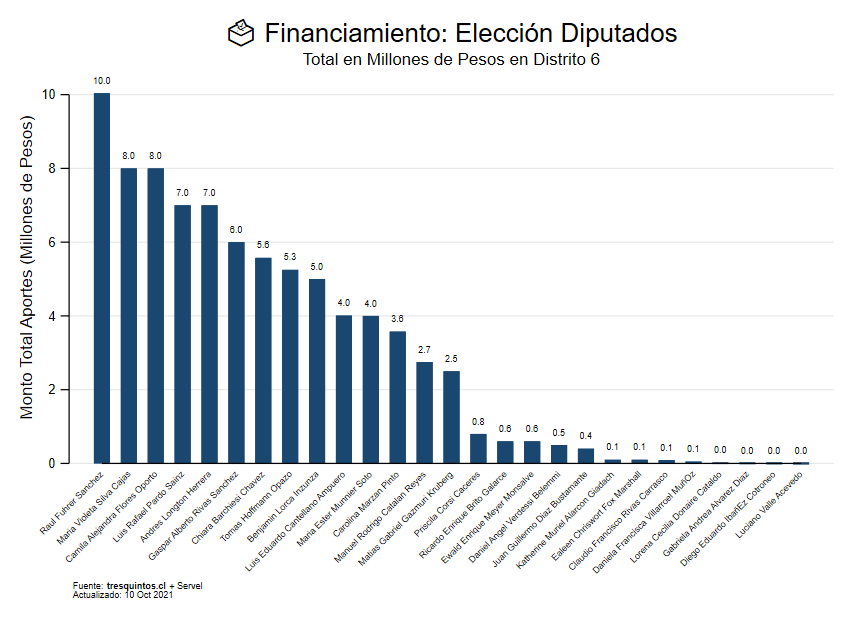 Financiamiento: Elección Diputados
Total en Millones de Pesos en Distrito 6
Monto Total Aportes (Millones de Pesos)
10
8
6
4
2
0
10.0
8.0
8.0
7.0
7.0
6.0
5.6
5.3
5.0
4.0
4.0
3.6
2.7
2.5
0.8
0.6
0.6
0.5
0.4
0.1
0.1
0.1
0.1
0.0
0.0
0.0
0.0
Raul Fuhrer Sanchez
Maria Violeta Silva Cajas
Camila Alejandra Flores Oporto
Luis Rafael Pardo Sainz
Andres Longton Herrera
Gaspar Alberto Rivas Sanchez
Chiara Barchiesi Chavez
Tomas Hoffmann Opazo
Benjamin Lorca Inzunza
Luis Eduardo Cantellano Ampuero
Maria Ester Munnier Soto
Carolina Marzan Pinto
Manuel Rodrigo Catalan Reyes
Matias Gabriel Gazmuri Kruberg
Priscila Corsi Caceres
Ricardo Enrique Brito Galarce
Ewald Enrique Meyer Monsalve
Daniel Angel Verdessi Belemmi
Juan Guillermo Diaz Bustamante
Katherine Muriel Alarcon Giadach
Ealeen Chriswort Fox Marshall
Claudio Francisco Rivas Carrasco
Daniela Francisca Villarroel MuñOz
Lorena Cecilia Donaire Cataldo
Gabriela Andrea Alvarez Diaz
Diego Eduardo IbañEz Cotroneo
Luciano Valle Acevedo
Fuente: tresquintos.cl + Servel
Actualizado: 10 Oct 2021